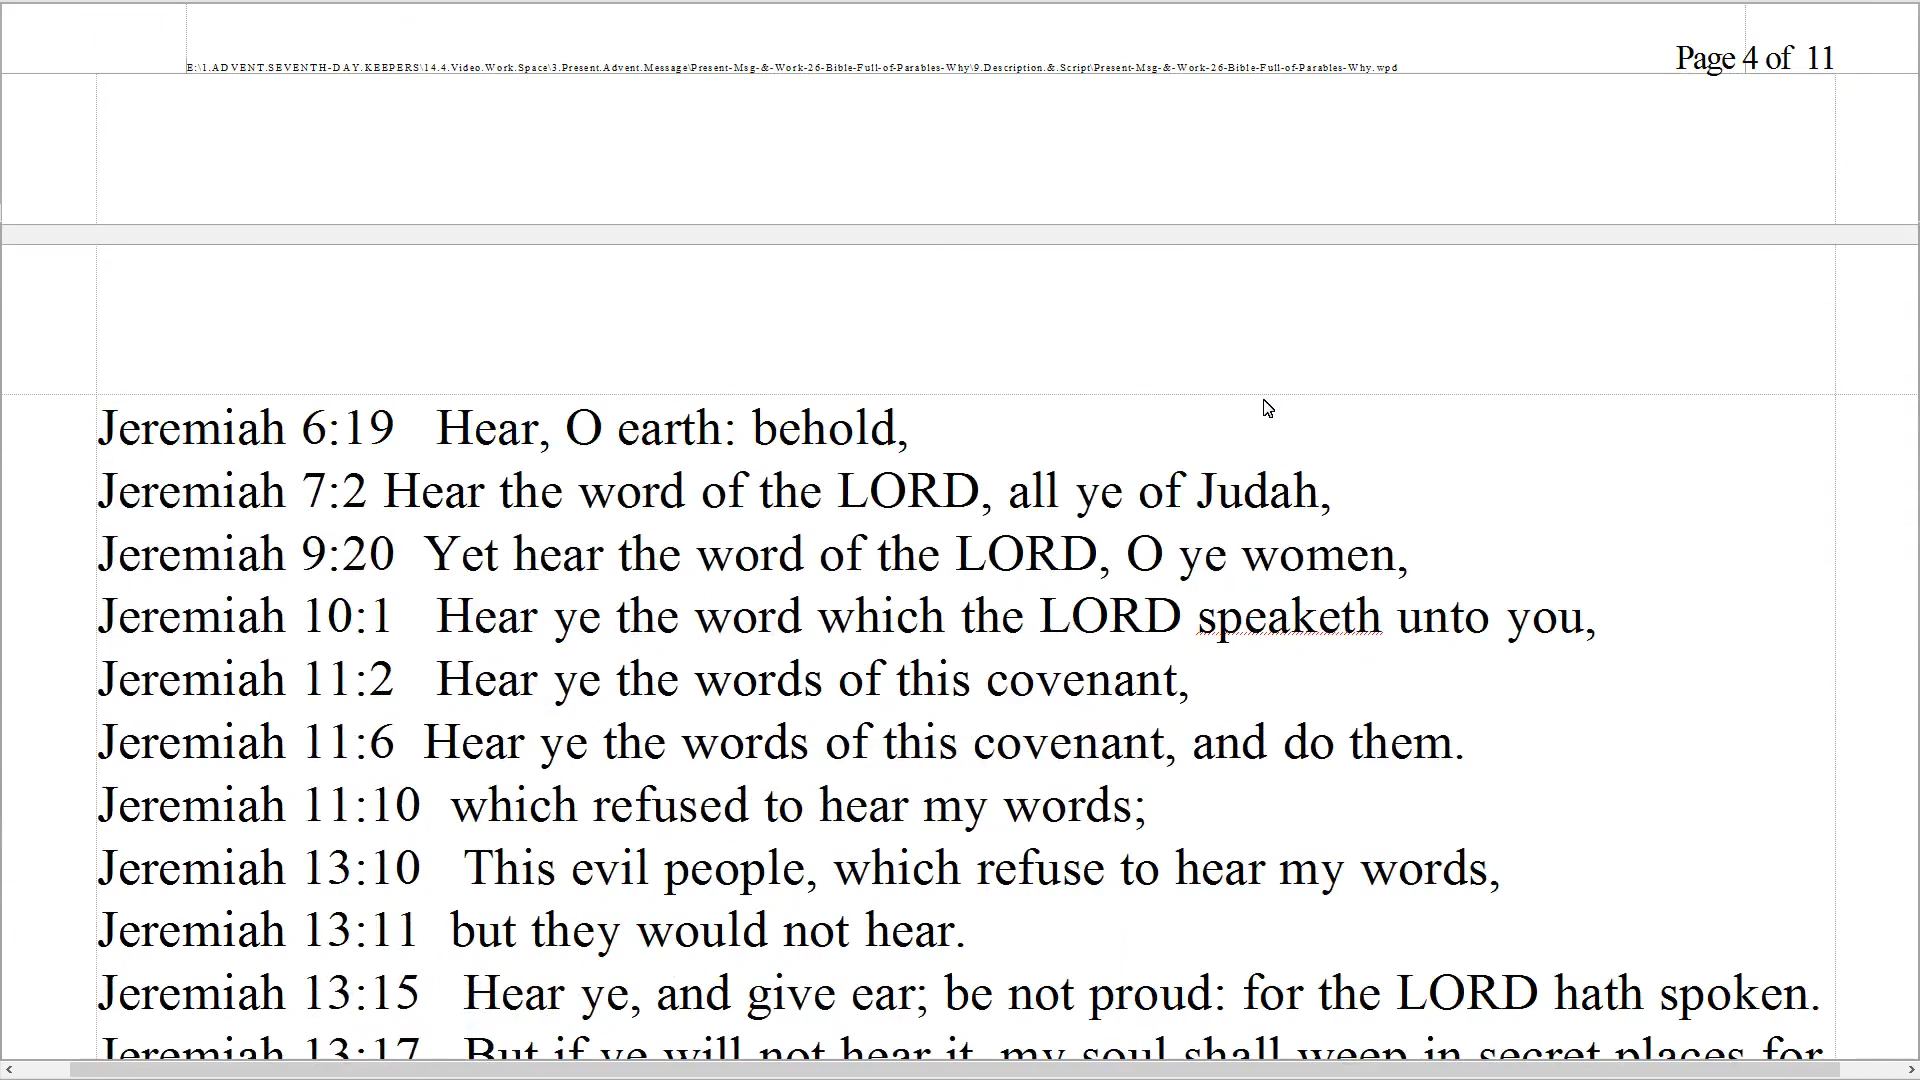 E:\1.ADVENT.SEVENTH-DAY.KEEPERS\14.4.Video.Work.Space\3.Present.Advent.Message\Present-Msg-&-Work-26-Bible-Full-of-Parables-Why\9.Description.&.Script\Present-Msg-&-Work-26-Bible-Full-of-Parables-Why.wpd
Page 4 of 11
Jeremiah 6:19 Hear, O earth: behold,
Jeremiah 7:2 Hear the word of the LORD, all ye of Judah,
Jeremiah 9:20 Yet hear the word of the LORD, O ye women,
Jeremiah 10:1 Hear ye the word which the LORD speaketh unto you,
Jeremiah 11:2 Hear ye the words of this covenant,
Jeremiah 11:6 Hear ye the words of this covenant, and do them.
Jeremiah 11:10 which refused to hear my words;
Jeremiah 13:10 This evil people, which refuse to hear my words,
Jeremiah 13:11 but they would not hear.
Jeremiah 13:15 Hear ye, and give ear; be not proud: for the LORD hath spoken.
Jeremiah 13:17 But if ye will not hear it, my soul shall weep in secret places for